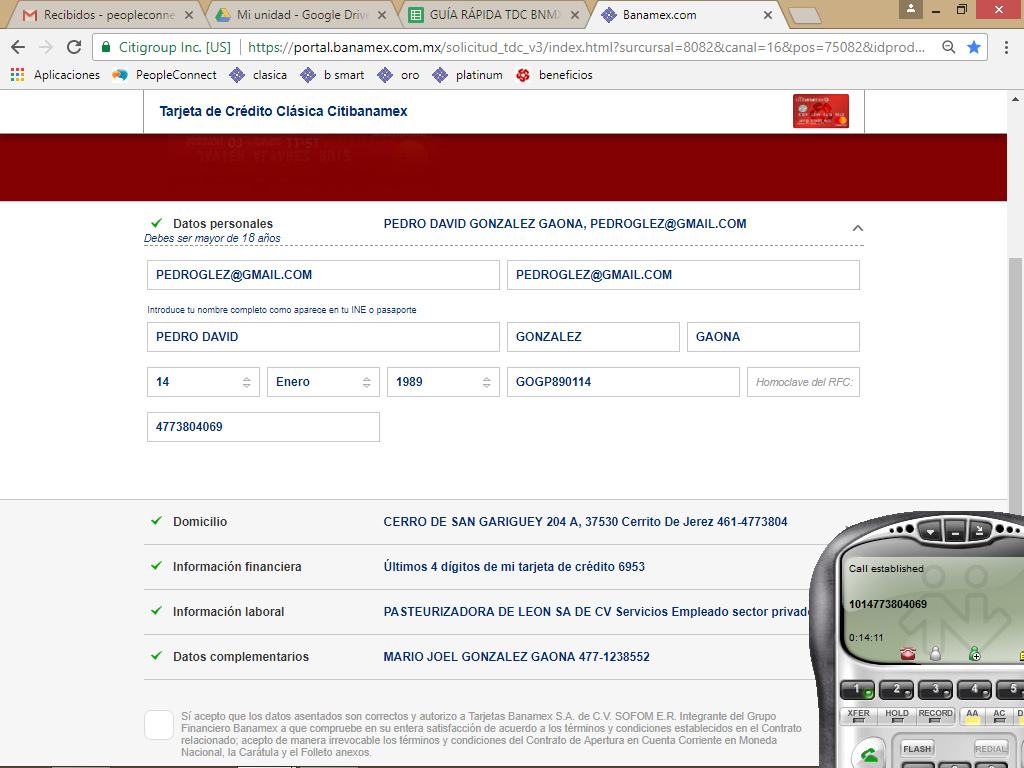 Recibidos - peopleconne
Mi unidad - Google Drive
GUÍA RÁPIDA TDC BNMX
Banamex.com
Citigroup Inc. [US]
https://portal.banamex.com.mx/solicitud_tdc_v3/index.html?surcursal=8082&canal=16&pos=75082&idprod...
Aplicaciones
PeopleConnect
clasica
b smart
oro
platinum
beneficios
Tarjeta de Crédito Clásica Citibanamex
Datos personales
PEDRO DAVID GONZALEZ GAONA, PEDROGLEZ@GMAIL.COM
Debes ser mayor de 18 años
PEDROGLEZ@GMAIL.COM
PEDROGLEZ@GMAIL.COM
Introduce tu nombre completo como aparece en tu INE o pasaporte
PEDRO DAVID
GONZALEZ
GAONA
14
Enero
1989
GOGP890114
Homoclave del RFC:
4773804069
Domicilio
CERRO DE SAN GARIGUEY 204 A, 37530 Cerrito De Jerez 461-4773804
Información financiera
Últimos 4 dígitos de mi tarjeta de crédito 6953
Información laboral
PASTEURIZADORA DE LEON SA DE CV Servicios Empleado sector privado
Datos complementarios
MARIO JOEL GONZALEZ GAONA 477-1238552
Sí acepto que los datos asentados son correctos y autorizo a Tarjetas Banamex S.A. de C.V. SOFOM E.R. Integrante del Grupo
Financiero Banamex a que compruebe en su entera satisfacción de acuerdo a los términos y condiciones establecidos en el Contrato
relacionado; acepto de manera irrevocable los términos y condiciones del Contrato de Apertura en Cuenta Corriente en Moneda
Nacional, la Carátula y el Folleto anexos.
Call established
1014773804069
0:14:11
1
2
3
4
5
XFER
HOLD
RECORD
AA
AC
D
FLASH
REDIAL